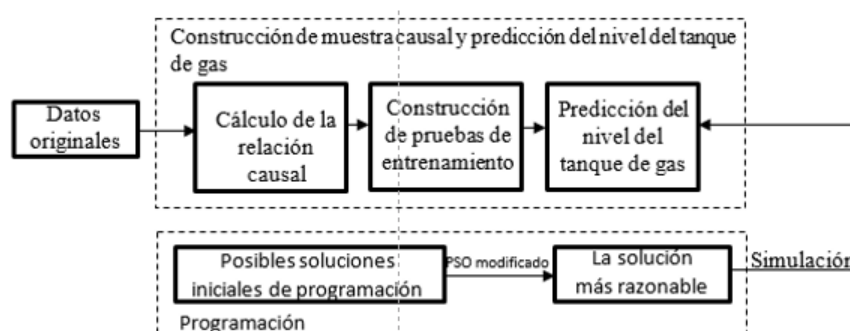 Construcción de muestra causal y predicción del nivel del tanque
de gas
Datos
originales
Cálculo de la
relación
causal
Construcción
de pruebas de
entrenamiento
Predicción del
nivel del
tanque de gas
Posibles soluciones
iniciales de programación
PSO modificado
La solución
más razonable
Simulación
Programación